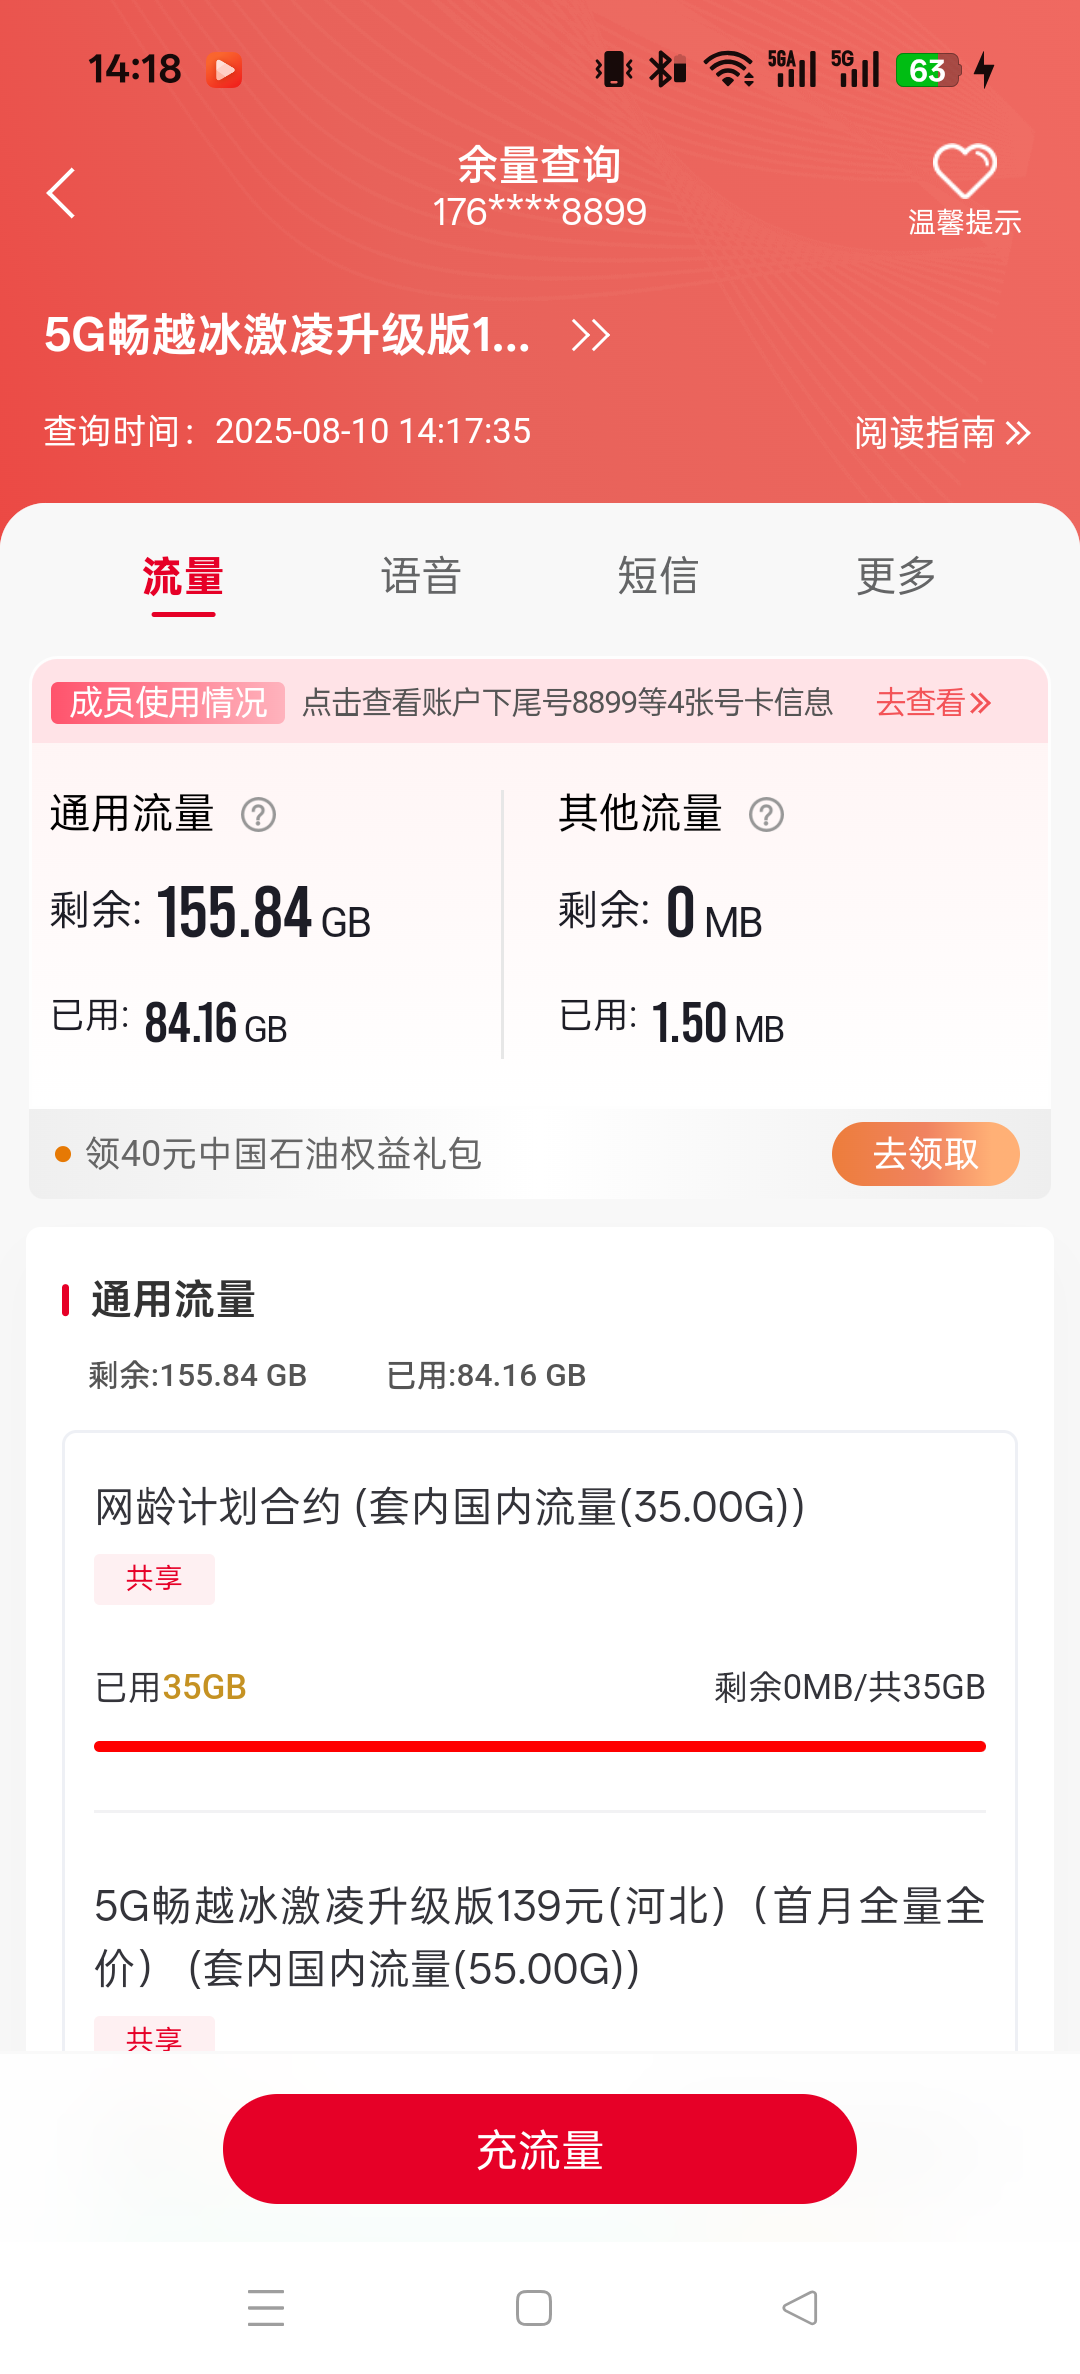 14:18
5GA 5G 63
余量查询
176****8899
温馨提示
5G畅越冰激凌升级版1...
查询时间：2025-08-10 14:17:35
阅读指南
流量 语音 短信 更多
成员使用情况 点击查看账户下尾号8899等4张号卡信息 去查看
通用流量 其他流量
剩余: 155.84 GB 剩余: 0 MB
已用: 84.16 GB 已用: 1.50 MB
领40元中国石油权益礼包 去领取
通用流量
剩余:155.84 GB 已用:84.16 GB
网龄计划合约 (套内国内流量(35.00G))
共享
已用35GB 剩余0MB/共35GB
5G畅越冰激凌升级版139元(河北)（首月全量全
价） (套内国内流量(55.00G))
共享
充流量